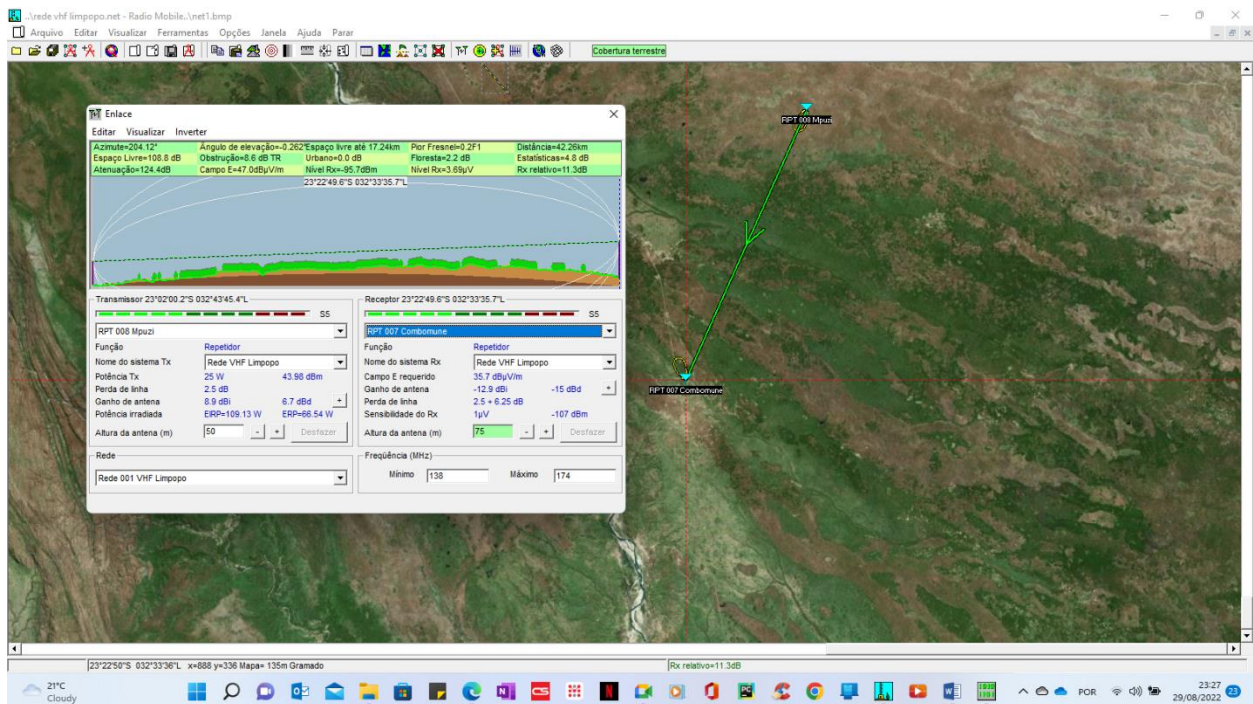 ..\rede vhf limpopo.net - Radio Mobile..\net1.bmp
Arquivo Editar Visualizar Ferramentas Opções Janela Ajuda Parar
Cobertura terrestre
RPT 008 Mpuzi
Enlace
Editar Visualizar Inverter
Azimute=204.12° Ângulo de elevação=-0.262° Espaço livre até 17.24km Pior Fresnel=0.2F1 Distância=42.26km
Espaço Livre=108.8 dB Obstrução=8.6 dB TR Urbano=0.0 dB Floresta=2.2 dB Estatísticas=4.8 dB
Atenuação=124.4dB Campo E=47.0dBµV/m Nível Rx=-95.7dBm Nível Rx=3.69µV Rx relativo=11.3dB
23°22'49.6"S 032°33'35.7"L
Transmissor 23°02'00.2"S 032°43'45.4"L
S5
RPT 008 Mpuzi
Função Repetidor
Nome do sistema Tx Rede VHF Limpopo
Potência Tx 25 W 43.98 dBm
Perda de linha 2.5 dB
Ganho de antena 8.9 dBi 6.7 dBd +
Potência irradiada EIRP=109.13 W ERP=66.54 W
Altura da antena (m) 50 - + Desfazer
Receptor 23°22'49.6"S 032°33'35.7"L
S5
RPT 007 Combomune
Função Repetidor
Nome do sistema Rx Rede VHF Limpopo
Campo E requerido 35.7 dBµV/m
Ganho de antena -12.9 dBi -15 dBd +
Perda de linha 2.5 + 6.25 dB
Sensibilidade do Rx 1µV -107 dBm
Altura da antena (m) 75 - + Desfazer
Rede
Rede 001 VHF Limpopo
Freqüência (MHz)
Mínimo 138 Máximo 174
RPT 007 Combomune
23°22'50"S 032°33'36"L x=888 y=336 Mapa= 135m Gramado
Rx relativo=11.3dB
21°C
Cloudy
POR
23:27
29/08/2022
23